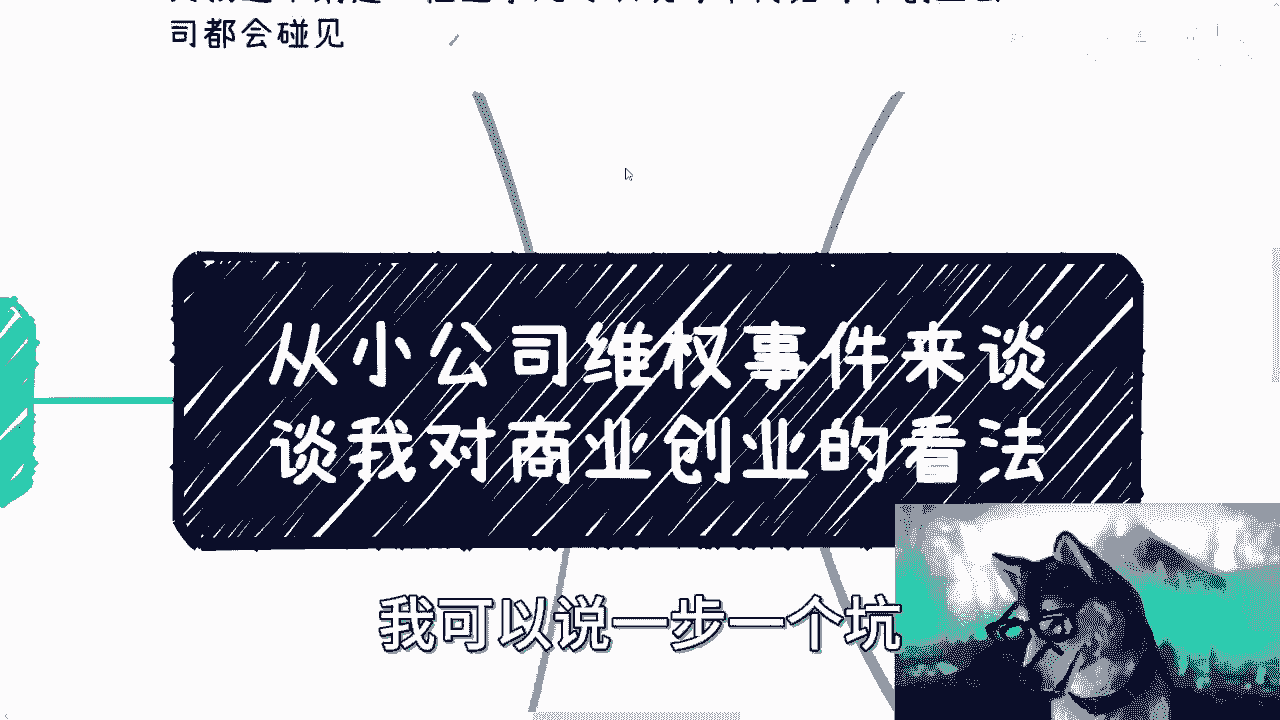 司都会碰见
从小公司维权事件来谈
谈我对商业创业的看法
我可以说一步一个坑